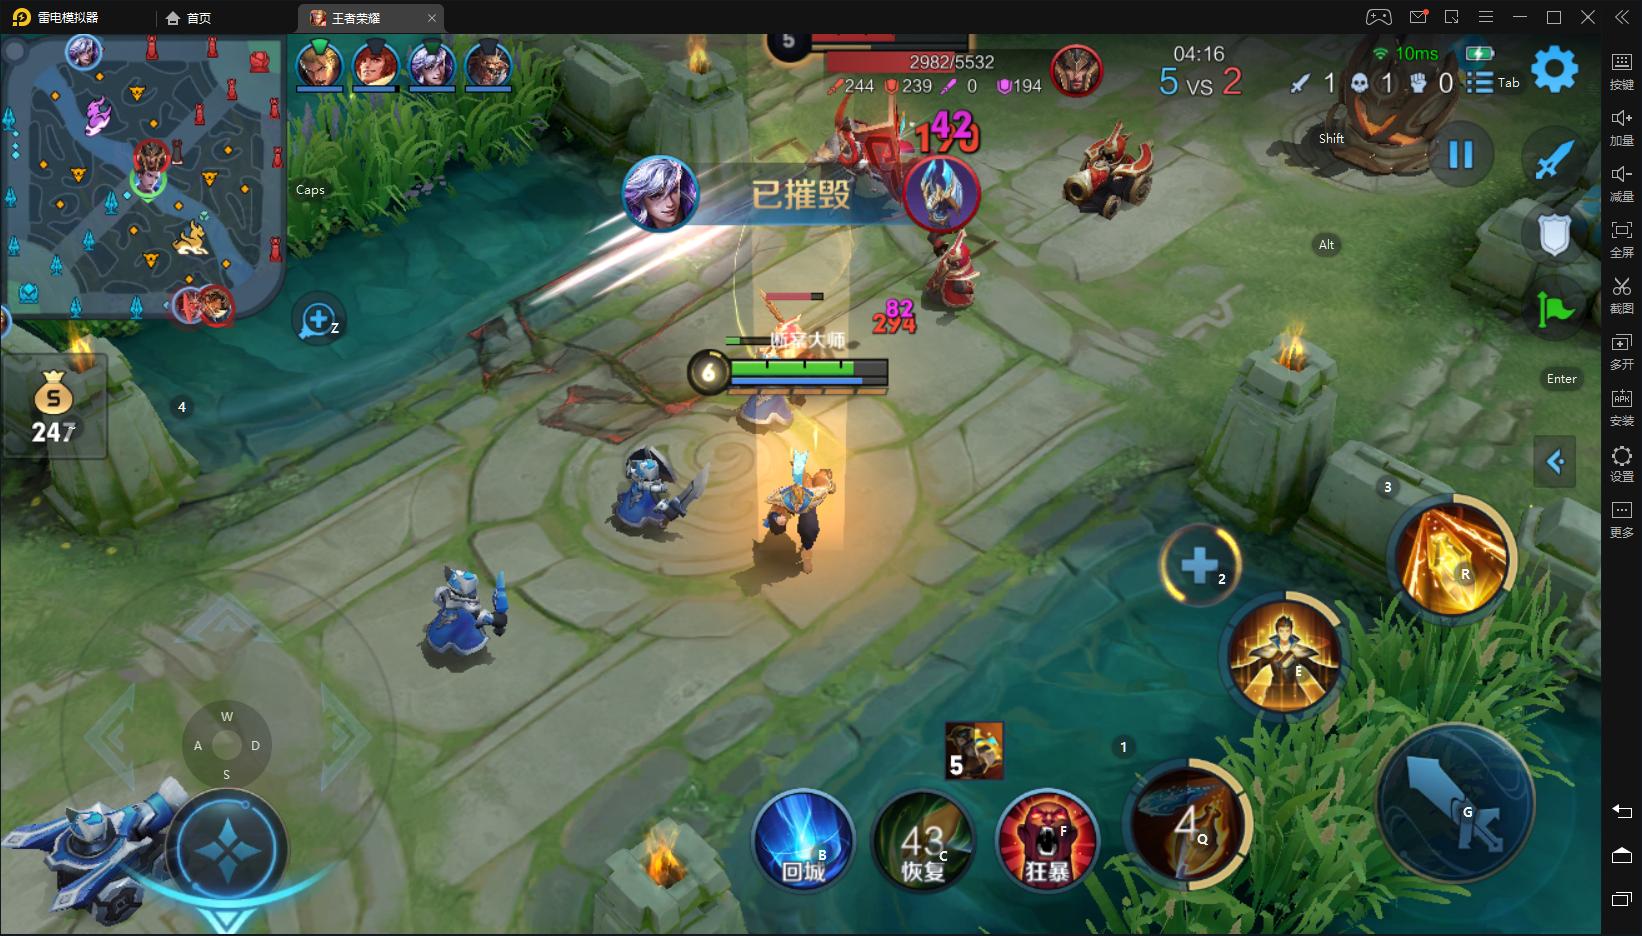 雷电模拟器
首页
王者荣耀
5
2982/5532
244 239 0 194
04:16
5 VS 2
10ms
1 1 0
Tab
按键
加量
减量
全屏
截图
多开
安装
设置
更多
Shift
Caps
Alt
Enter
Z
42
190
已摧毁
82
294
断案大师
6
S
247
4
3
R
2
E
1
W
A D
S
5
B
回城
43
C
恢复
F
狂暴
4
Q
G
APK